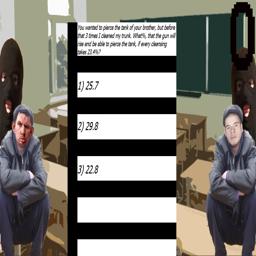 You wanted to pierce the tank of your brother, but before
that 3 times I cleaned my trunk. What%, that the gun will
rise and be able to pierce the tank, if every cleansing
takes 23.4%?
1) 25.7
2) 29.8
3) 22.8
0